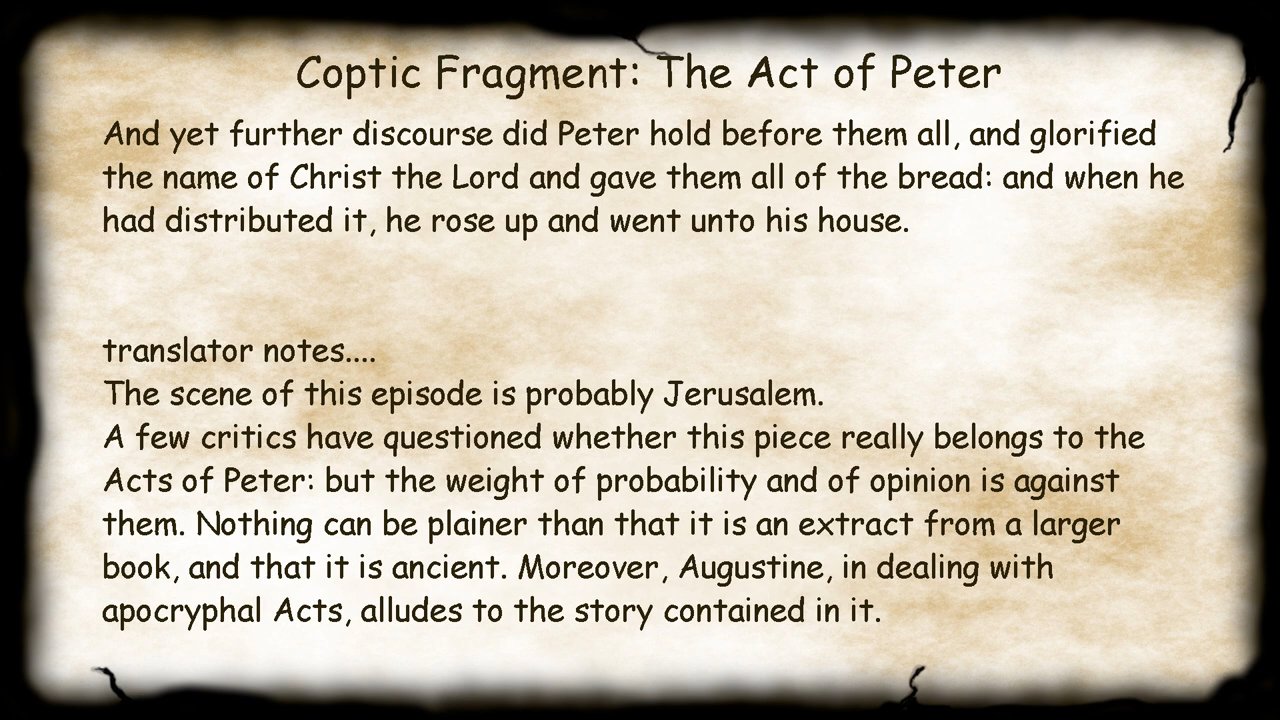 Coptic Fragment: The Act of Peter
And yet further discourse did Peter hold before them all, and glorified
the name of Christ the Lord and gave them all of the bread: and when he
had distributed it, he rose up and went unto his house.
translator notes....
The scene of this episode is probably Jerusalem.
A few critics have questioned whether this piece really belongs to the
Acts of Peter: but the weight of probability and of opinion is against
them. Nothing can be plainer than that it is an extract from a larger
book, and that it is ancient. Moreover, Augustine, in dealing with
apocryphal Acts, alludes to the story contained in it.